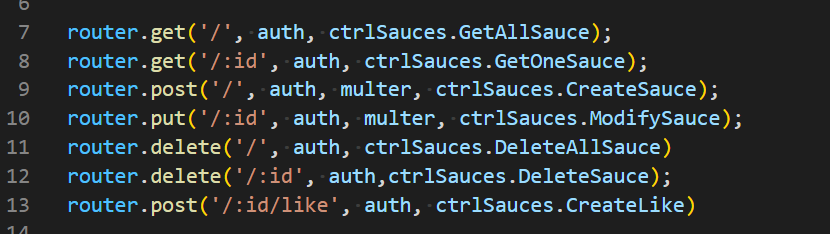 6
7 router.get('/', auth, ctrlSauces.GetAllSauce);
8 router.get('/:id', auth, ctrlSauces.GetOneSauce);
9 router.post('/', auth, multer, ctrlSauces.CreateSauce);
10 router.put('/:id', auth, multer, ctrlSauces.ModifySauce);
11 router.delete('/', auth, ctrlSauces.DeleteAllSauce)
12 router.delete('/:id', auth,ctrlSauces.DeleteSauce);
13 router.post('/:id/like', auth, ctrlSauces.CreateLike)
14